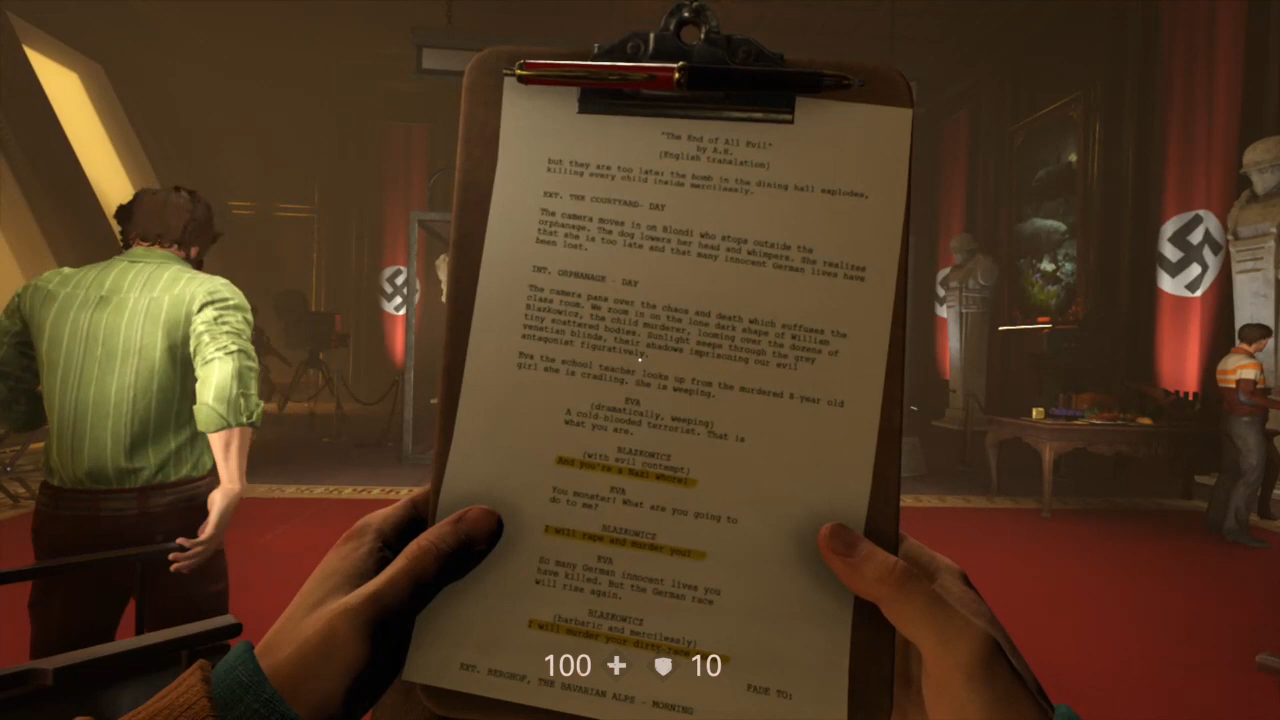 "The End of All Evil"
by A.H.
(English translation)
but they are too late: the bomb in the dining hall explodes,
killing every child inside mercilessly.
EXT. THE COURTYARD- DAY
The camera moves in on Blondi who stops outside the
orphanage. The dog lowers her head and whimpers. She realizes
that she is too late and that many innocent German lives have
been lost.
INT. ORPHANAGE - DAY
The camera pans over the chaos and death which suffuses the
class room. We zoom in on the lone dark shape of William
Blazkowicz, the child murderer, looming over the dozens of
tiny scattered bodies. Sunlight seeps through the grey
venetian blinds, their shadows imprisoning our evil
antagonist figuratively.
Eva the school teacher looks up from the murdered 8-year old
girl she is cradling. She is weeping.
EVA
(dramatically, weeping)
A cold-blooded terrorist. That is
what you are.
BLAZKOWICZ
(with evil contempt)
And you're a Nazi whore!
EVA
You monster! What are you going to
do to me?
BLAZKOWICZ
I will rape and murder you!
EVA
So many German innocent lives you
have killed. But the German race
will rise again.
BLAZKOWICZ
(barbaric and mercilessly)
I will murder your dirty race
FADE TO:
EXT. BERGHOF, THE BAVARIAN ALPS - MORNING
100 10